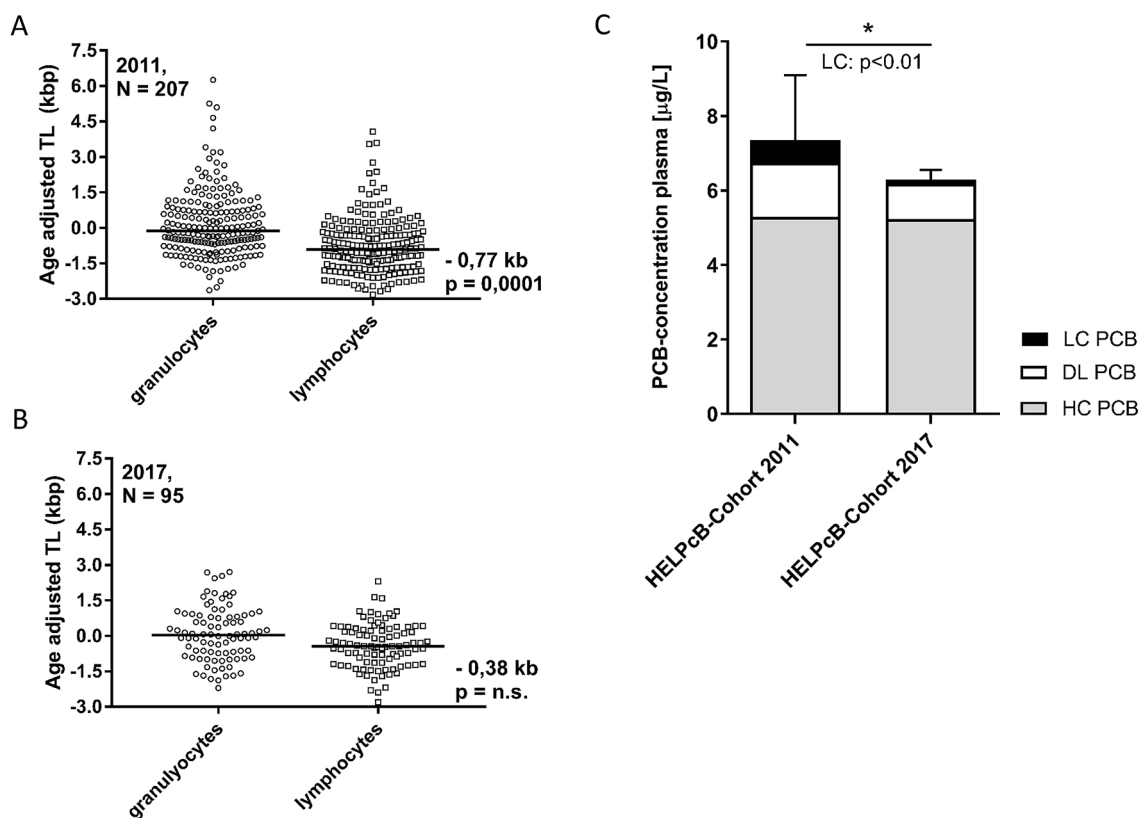 A
7.5
6.0
4.5
3.0
1.5
0.0
-1.5
-3.0
Age adjusted TL (kbp)
2011,
N = 207
- 0,77 kb
p = 0,0001
granulocytes
lymphocytes
B
7.5
6.0
4.5
3.0
1.5
0.0
-1.5
-3.0
Age adjusted TL (kbp)
2017,
N = 95
- 0,38 kb
p = n.s.
granulyocytes
lymphocytes
C
10
8
6
4
2
0
PCB-concentration plasma [µg/L]
*
LC: p<0.01
HELPcB-Cohort 2011
HELPcB-Cohort 2017
LC PCB
DL PCB
HC PCB